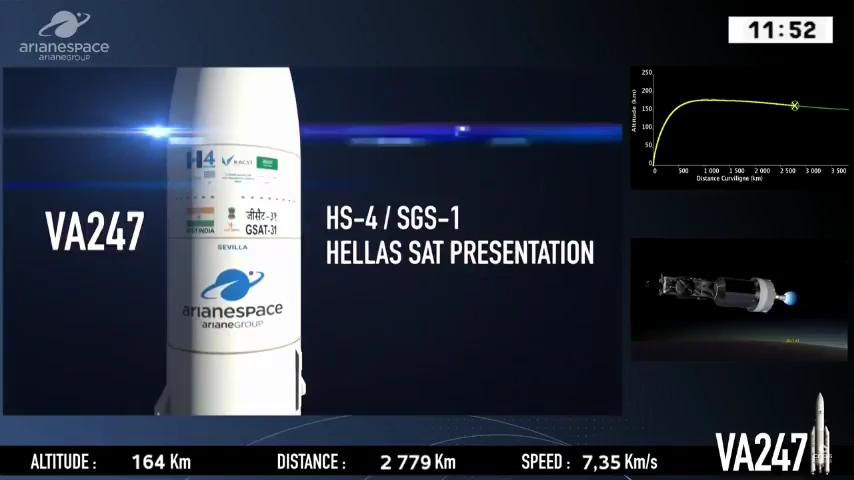 arianespace
ARIANEGROUP
11:52
VA247
H4
KACST
INDIA
जीसैट-31
GSAT-31
SEVILLA
arianespace
ARIANEGROUP
HS-4 / SGS-1
HELLAS SAT PRESENTATION
Altitude (km)
250
200
150
100
50
0
0 500 1 000 1 500 2 000 2 500 3 000 3 500
Distance Curviligne (km)
ALTITUDE : 164 Km DISTANCE : 2 779 Km SPEED : 7,35 Km/s
VA247